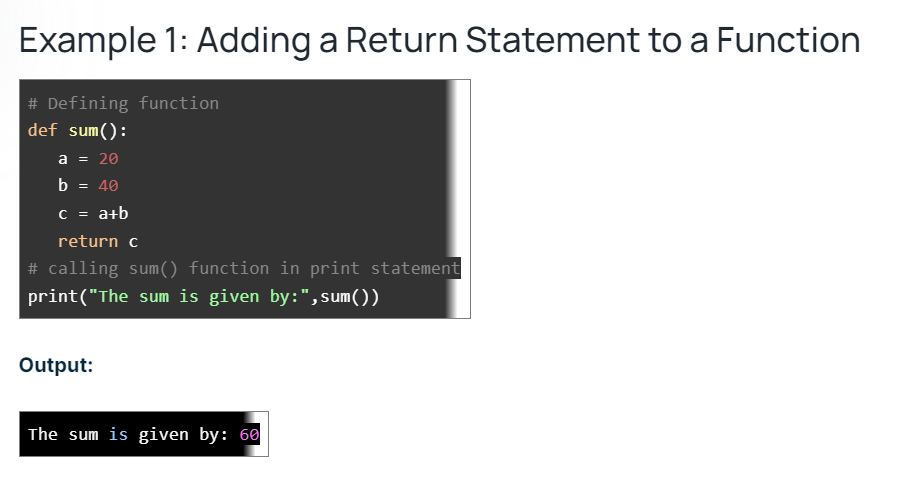 Example 1: Adding a Return Statement to a Function
# Defining function
def sum():
   a = 20
   b = 40
   c = a+b
   return c
# calling sum() function in print statement
print("The sum is given by:",sum())
Output:
The sum is given by: 60